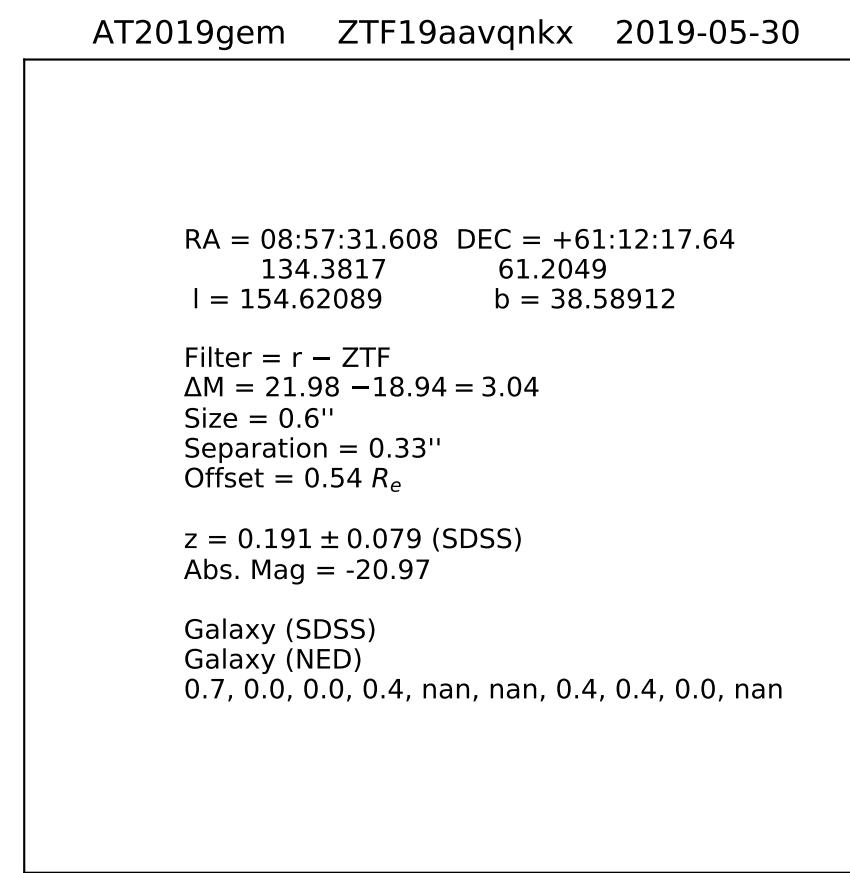 AT2019gem ZTF19aavqnkx 2019-05-30
RA = 08:57:31.608 DEC = +61:12:17.64
134.3817 61.2049
l = 154.62089 b = 38.58912
Filter = r − ZTF
ΔM = 21.98 −18.94 = 3.04
Size = 0.6''
Separation = 0.33''
Offset = 0.54 Rₑ
z = 0.191 ± 0.079 (SDSS)
Abs. Mag = -20.97
Galaxy (SDSS)
Galaxy (NED)
0.7, 0.0, 0.0, 0.4, nan, nan, 0.4, 0.4, 0.0, nan